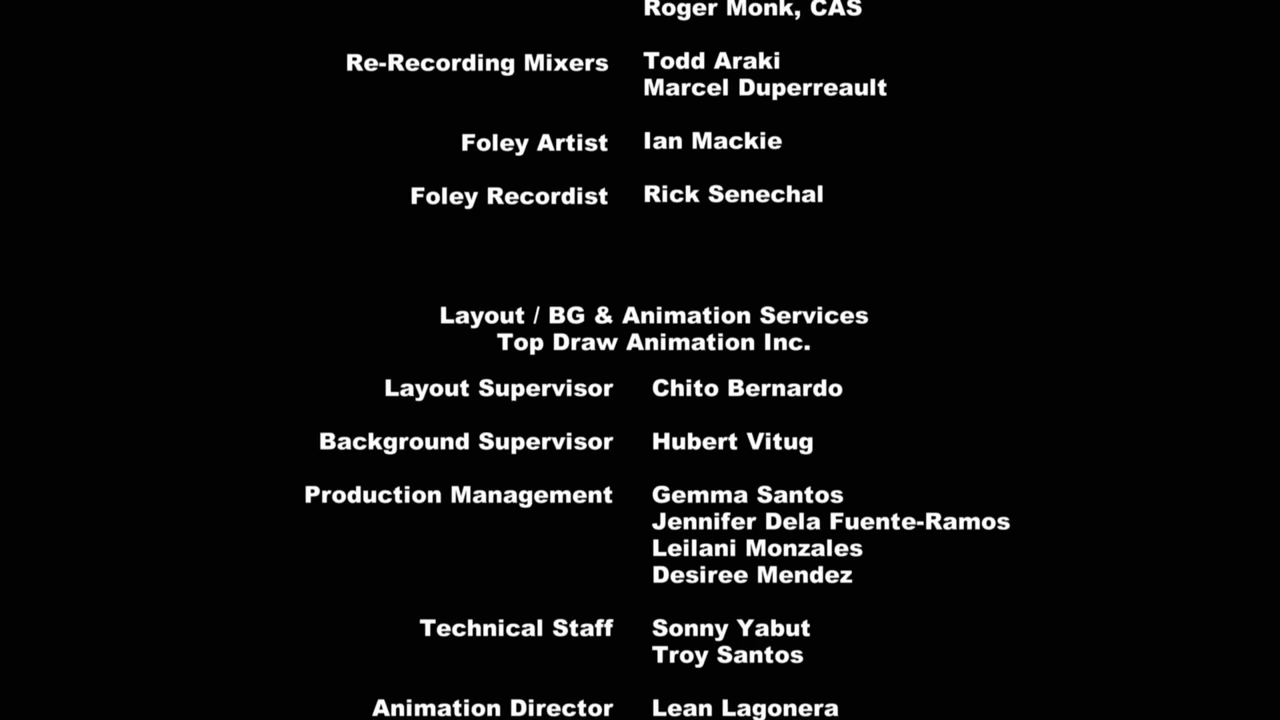 Roger Monk, CAS
Re-Recording Mixers Todd Araki
Marcel Duperreault
Foley Artist Ian Mackie
Foley Recordist Rick Senechal
Layout / BG & Animation Services
Top Draw Animation Inc.
Layout Supervisor Chito Bernardo
Background Supervisor Hubert Vitug
Production Management Gemma Santos
Jennifer Dela Fuente-Ramos
Leilani Monzales
Desiree Mendez
Technical Staff Sonny Yabut
Troy Santos
Animation Director Lean Lagonera